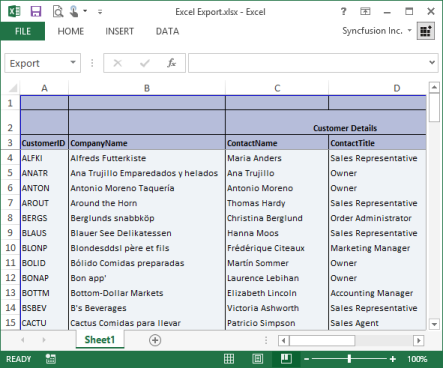 Excel Export.xlsx - Excel
FILE HOME INSERT DATA Syncfusion Inc.
Export fx
A B C D
1
2 Customer Details
3 CustomerID CompanyName ContactName ContactTitle
4 ALFKI Alfreds Futterkiste Maria Anders Sales Representative
5 ANATR Ana Trujillo Emparedados y helados Ana Trujillo Owner
6 ANTON Antonio Moreno Taquería Antonio Moreno Owner
7 AROUT Around the Horn Thomas Hardy Sales Representative
8 BERGS Berglunds snabbköp Christina Berglund Order Administrator
9 BLAUS Blauer See Delikatessen Hanna Moos Sales Representative
10 BLONP Blondesddsl père et fils Frédérique Citeaux Marketing Manager
11 BOLID Bólido Comidas preparadas Martín Sommer Owner
12 BONAP Bon app' Laurence Lebihan Owner
13 BOTTM Bottom-Dollar Markets Elizabeth Lincoln Accounting Manager
14 BSBEV B's Beverages Victoria Ashworth Sales Representative
15 CACTU Cactus Comidas para llevar Patricio Simpson Sales Agent
Sheet1
READY 100%